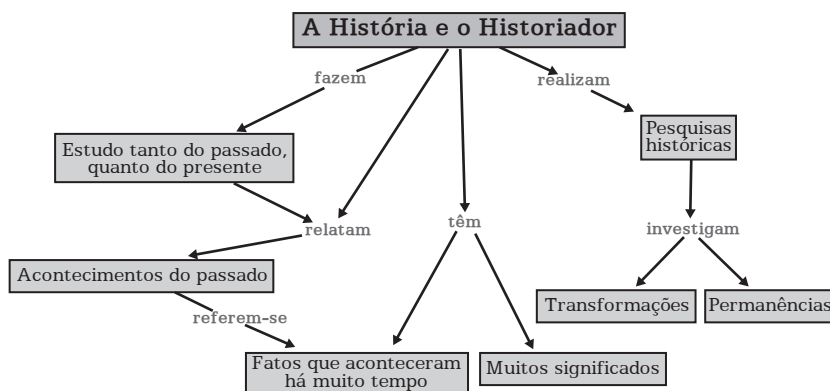 A História e o Historiador
fazem
realizam
Estudo tanto do passado,
quanto do presente
Pesquisas
históricas
relatam
têm
investigam
Acontecimentos do passado
Transformações
Permanências
referem-se
Fatos que aconteceram
há muito tempo
Muitos significados